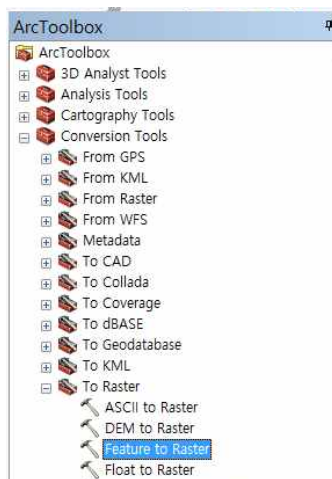 ArcToolbox
ArcToolbox
3D Analyst Tools
Analysis Tools
Cartography Tools
Conversion Tools
From GPS
From KML
From Raster
From WFS
Metadata
To CAD
To Collada
To Coverage
To dBASE
To Geodatabase
To KML
To Raster
ASCII to Raster
DEM to Raster
Feature to Raster
Float to Raster